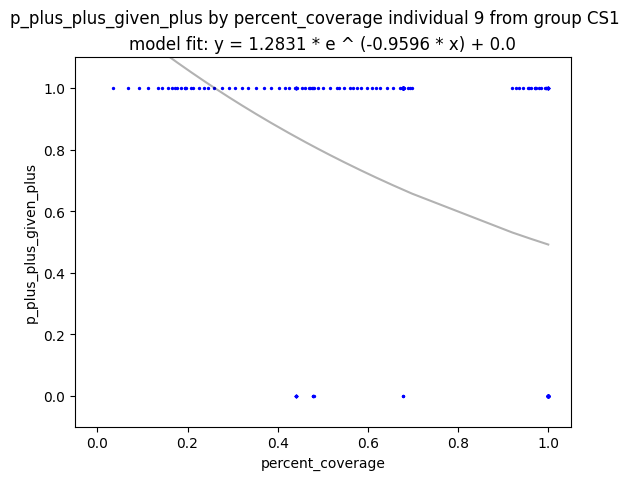 p_plus_plus_given_plus by percent_coverage individual 9 from group CS1
model fit: y = 1.2831 * e ^ (-0.9596 * x) + 0.0
1.0
0.8
0.6
0.4
0.2
0.0
p_plus_plus_given_plus
0.0 0.2 0.4 0.6 0.8 1.0
percent_coverage